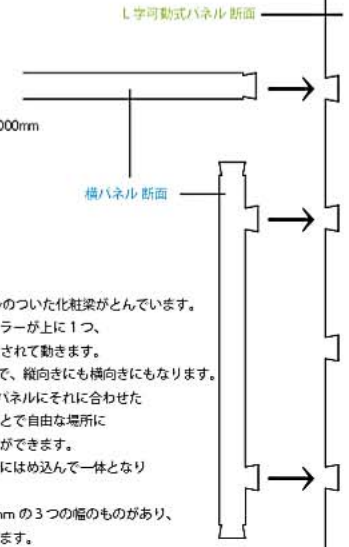 L字可動式パネル 断面
000mm
横パネル 断面
のついた化粧梁がとんでいます。
ラーが上に1つ、
されて動きます。
で、縦向きにも横向きにもなります。
パネルにそれに合わせた
とで自由な場所に
ができます。
にはめ込んで一体となり
mm の3つの幅のものがあり、
ます。